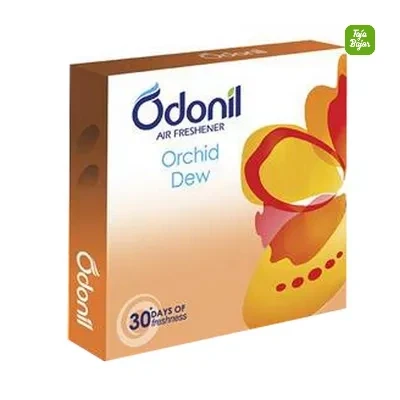 Taja
Bajar
Odonil
AIR FRESHENER
Orchid
Dew
Odonil
30* DAYS OF
freshness